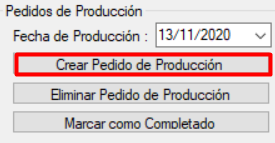 Pedidos de Producción
Fecha de Producción : 13/11/2020
Crear Pedido de Producción
Eliminar Pedido de Producción
Marcar como Completado